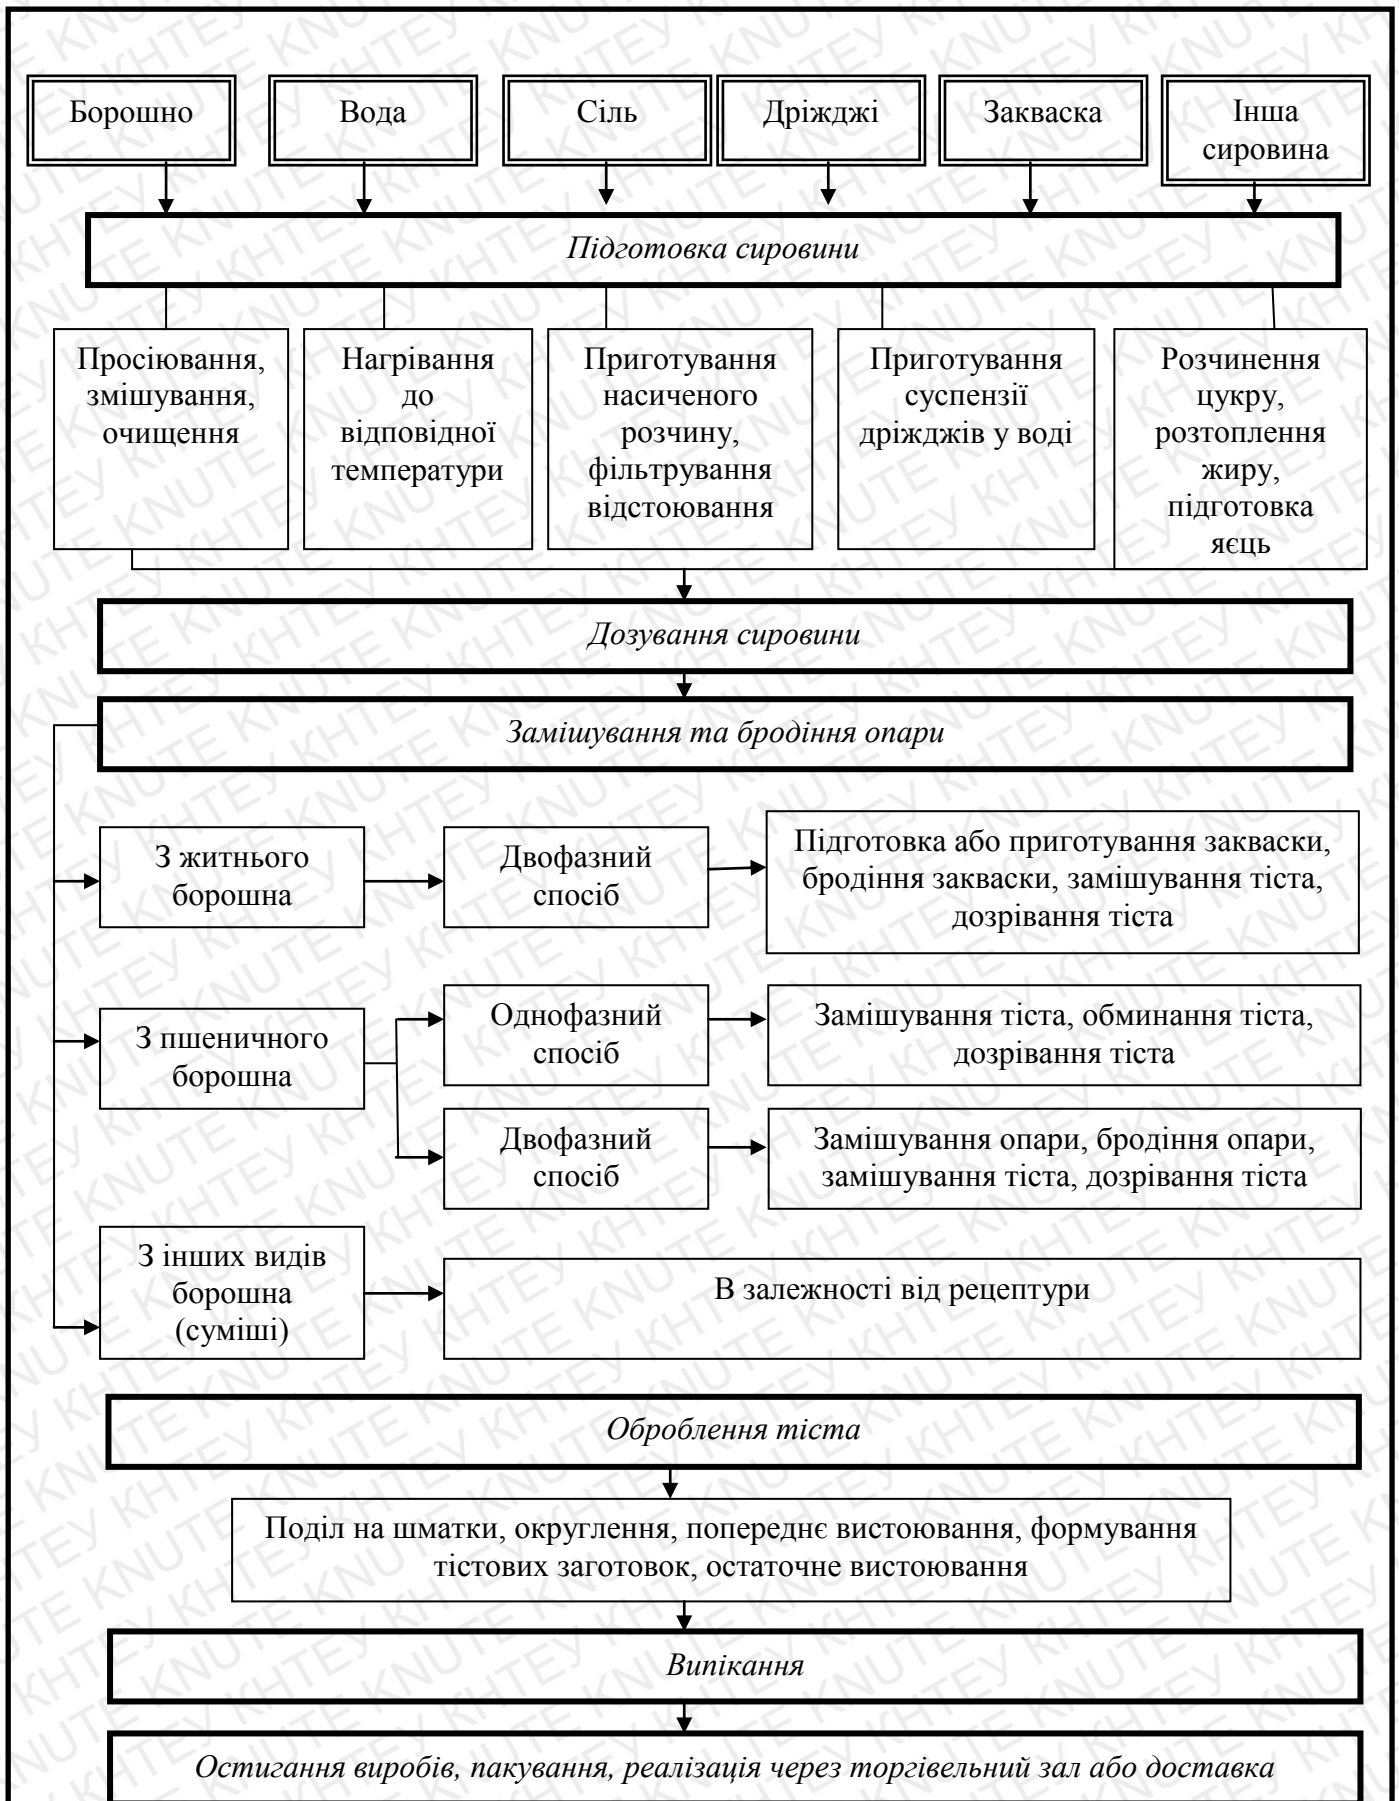 Борошно
Вода
Сіль
Дріжджі
Закваска
Інша
сировина
Підготовка сировини
Просіювання,
змішування,
очищення
Нагрівання
до
відповідної
температури
Приготування
насиченого
розчину,
фільтрування
відстоювання
Приготування
суспензії
дріжджів у воді
Розчинення
цукру,
розтоплення
жиру,
підготовка
яєць
Дозування сировини
Замішування та бродіння опари
З житнього
борошна
Двофазний
спосіб
Підготовка або приготування закваски,
бродіння закваски, замішування тіста,
дозрівання тіста
З пшеничного
борошна
Однофазний
спосіб
Замішування тіста, обминання тіста,
дозрівання тіста
Двофазний
спосіб
Замішування опари, бродіння опари,
замішування тіста, дозрівання тіста
З інших видів
борошна
(суміші)
В залежності від рецептури
Оброблення тіста
Поділ на шматки, округлення, попереднє вистоювання, формування
тістових заготовок, остаточне вистоювання
Випікання
Остигання виробів, пакування, реалізація через торгівельний зал або доставка